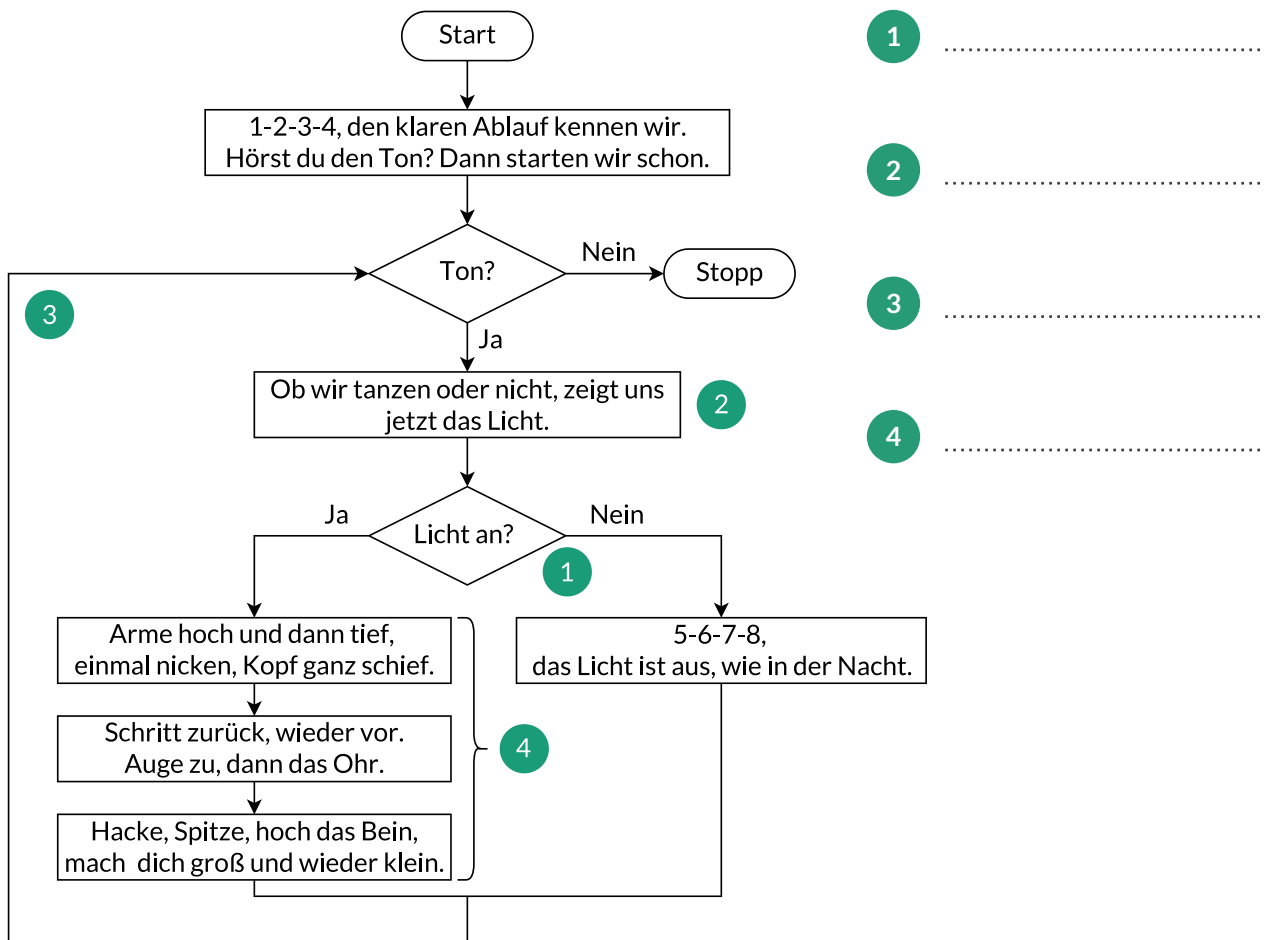 Start
1-2-3-4, den klaren Ablauf kennen wir.
Hörst du den Ton? Dann starten wir schon.
Ton?
Nein
Stopp
3
Ja
Ob wir tanzen oder nicht, zeigt uns
jetzt das Licht.
2
Ja
Licht an?
Nein
1
Arme hoch und dann tief,
einmal nicken, Kopf ganz schief.
5-6-7-8,
das Licht ist aus, wie in der Nacht.
Schritt zurück, wieder vor.
Auge zu, dann das Ohr.
4
Hacke, Spitze, hoch das Bein,
mach dich groß und wieder klein.
1
2
3
4